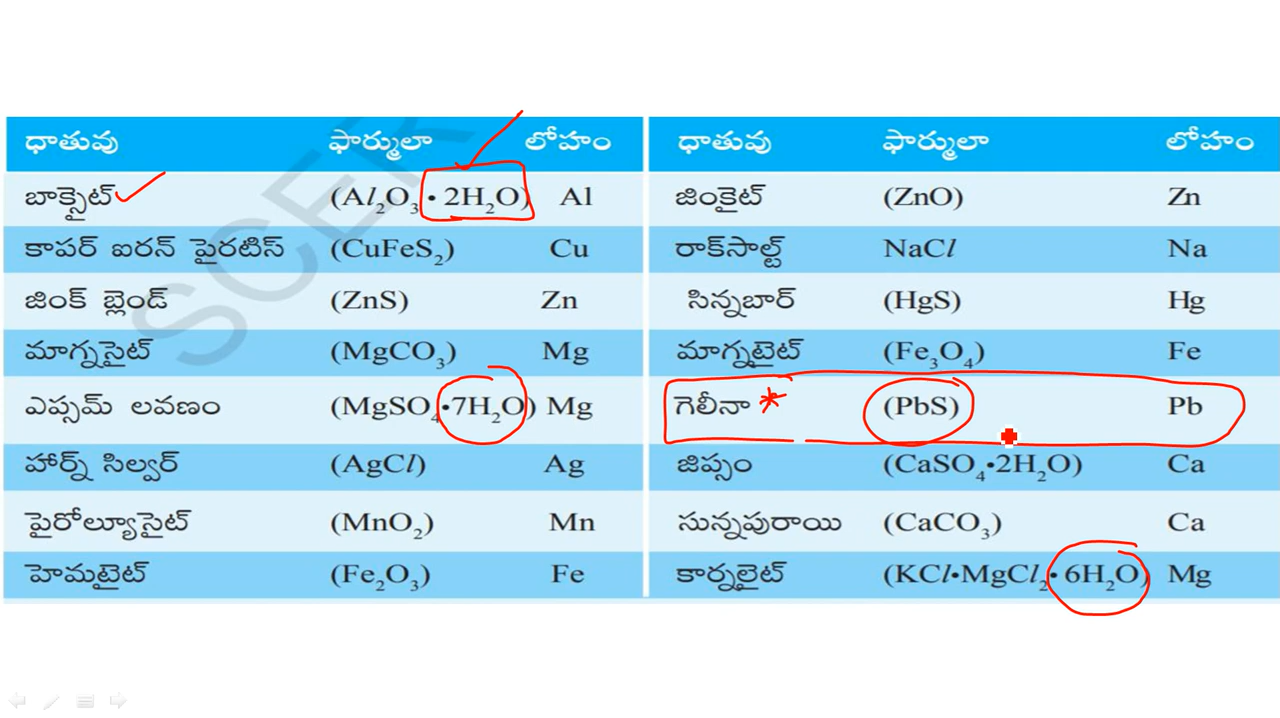 ధాతువు ఫార్ములా లోహం ధాతువు ఫార్ములా లోహం
బాక్సైట్ (Al₂O₃•2H₂O) Al జింకైట్ (ZnO) Zn
కాపర్ ఐరన్ పైరటిస్ (CuFeS₂) Cu రాక్‌సాల్ట్ NaCl Na
జింక్ బ్లెండ్ (ZnS) Zn సిన్నబార్ (HgS) Hg
మాగ్నసైట్ (MgCO₃) Mg మాగ్నటైట్ (Fe₃O₄) Fe
ఎప్సమ్ లవణం (MgSO₄•7H₂O) Mg గెలీనా * (PbS) Pb
హార్న్ సిల్వర్ (AgCl) Ag జిప్సం (CaSO₄•2H₂O) Ca
పైరోల్యూసైట్ (MnO₂) Mn సున్నపురాయి (CaCO₃) Ca
హెమటైట్ (Fe₂O₃) Fe కార్నలైట్ (KCl•MgCl₂•6H₂O) Mg
SCER